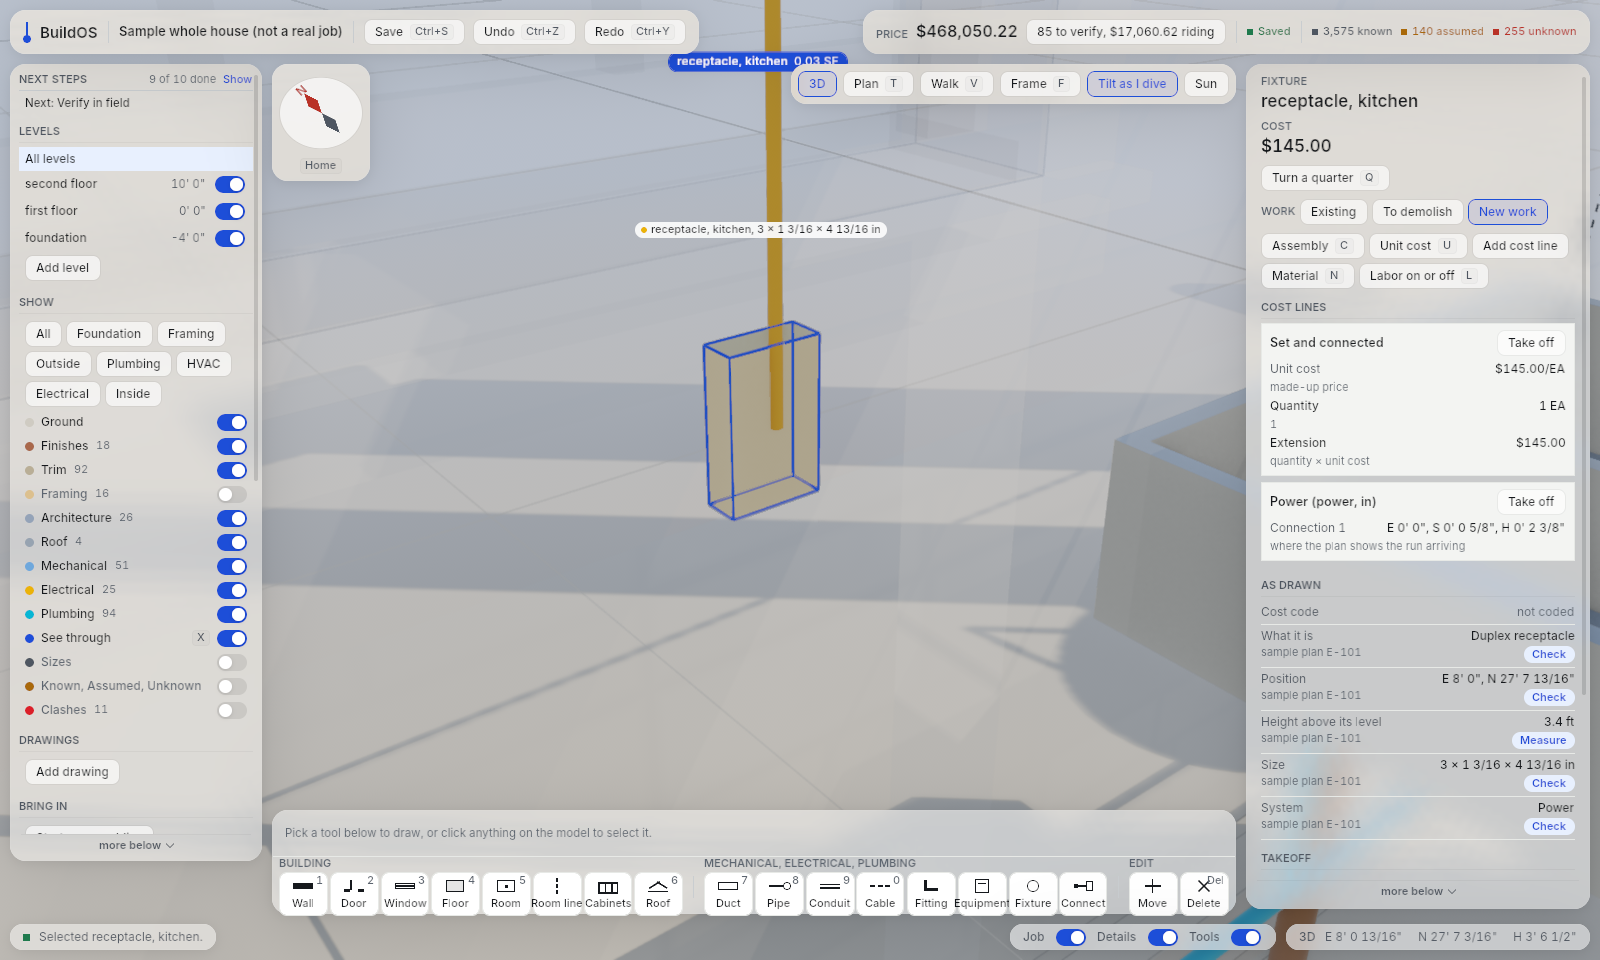 BuildOS
Sample whole house (not a real job)
Save Ctrl+S
Undo Ctrl+Z
Redo Ctrl+Y
PRICE $468,050.22
85 to verify, $17,060.62 riding
Saved
3,575 known
140 assumed
255 unknown
NEXT STEPS 9 of 10 done Show
Next: Verify in field
LEVELS
All levels
second floor 10' 0"
first floor 0' 0"
foundation -4' 0"
Add level
SHOW
All Foundation Framing
Outside Plumbing HVAC
Electrical Inside
Ground
Finishes 18
Trim 92
Framing 16
Architecture 26
Roof 4
Mechanical 51
Electrical 25
Plumbing 94
See through X
Sizes
Known, Assumed, Unknown
Clashes 11
DRAWINGS
Add drawing
BRING IN
more below
N
Home
receptacle, kitchen 0.03 SF
3D
Plan T
Walk V
Frame F
Tilt as I dive
Sun
receptacle, kitchen, 3 × 1 3/16 × 4 13/16 in
FIXTURE
receptacle, kitchen
COST
$145.00
Turn a quarter Q
WORK Existing To demolish New work
Assembly C Unit cost U Add cost line
Material N Labor on or off L
COST LINES
Set and connected Take off
Unit cost $145.00/EA
made-up price
Quantity 1 EA
1
Extension $145.00
quantity × unit cost
Power (power, in) Take off
Connection 1 E 0' 0", S 0' 0 5/8", H 0' 2 3/8"
where the plan shows the run arriving
AS DRAWN
Cost code not coded
What it is Duplex receptacle
sample plan E-101 Check
Position E 8' 0", N 27' 7 13/16"
sample plan E-101 Check
Height above its level 3.4 ft
sample plan E-101 Measure
Size 3 × 1 3/16 × 4 13/16 in
sample plan E-101 Check
System Power
sample plan E-101 Check
TAKEOFF
more below
Pick a tool below to draw, or click anything on the model to select it.
BUILDING
1 Wall
2 Door
3 Window
4 Floor
5 Room
Room line
Cabinets
6 Roof
MECHANICAL, ELECTRICAL, PLUMBING
7 Duct
8 Pipe
9 Conduit
0 Cable
Fitting
Equipment
Fixture
Connect
EDIT
Move
Del Delete
Selected receptacle, kitchen.
Job Details Tools
3D E 8' 0 13/16" N 27' 7 3/16" H 3' 6 1/2"